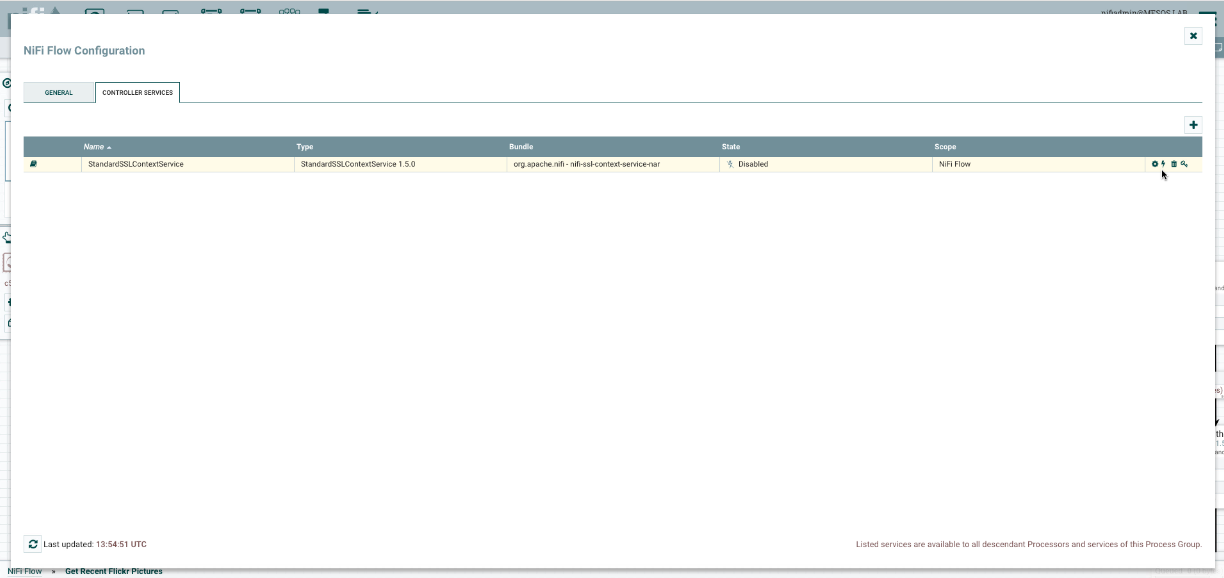 nifiadmin@MESOS.LAB
NiFi Flow Configuration
GENERAL
CONTROLLER SERVICES
Name Type Bundle State Scope
StandardSSLContextService StandardSSLContextService 1.5.0 org.apache.nifi - nifi-ssl-context-service-nar Disabled NiFi Flow
Last updated: 13:54:51 UTC
Listed services are available to all descendant Processors and services of this Process Group.
NiFi Flow » Get Recent Flickr Pictures